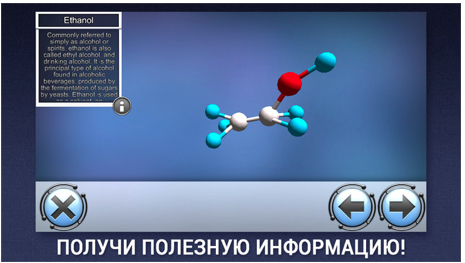 Ethanol
Commonly referred to
simply as alcohol or
spirits, ethanol is also
called ethyl alcohol, and
drinking alcohol. It is the
principal type of alcohol
found in alcoholic
beverages, produced by
the fermentation of sugars
by yeasts. Ethanol is used
ПОЛУЧИ ПОЛЕЗНУЮ ИНФОРМАЦИЮ!